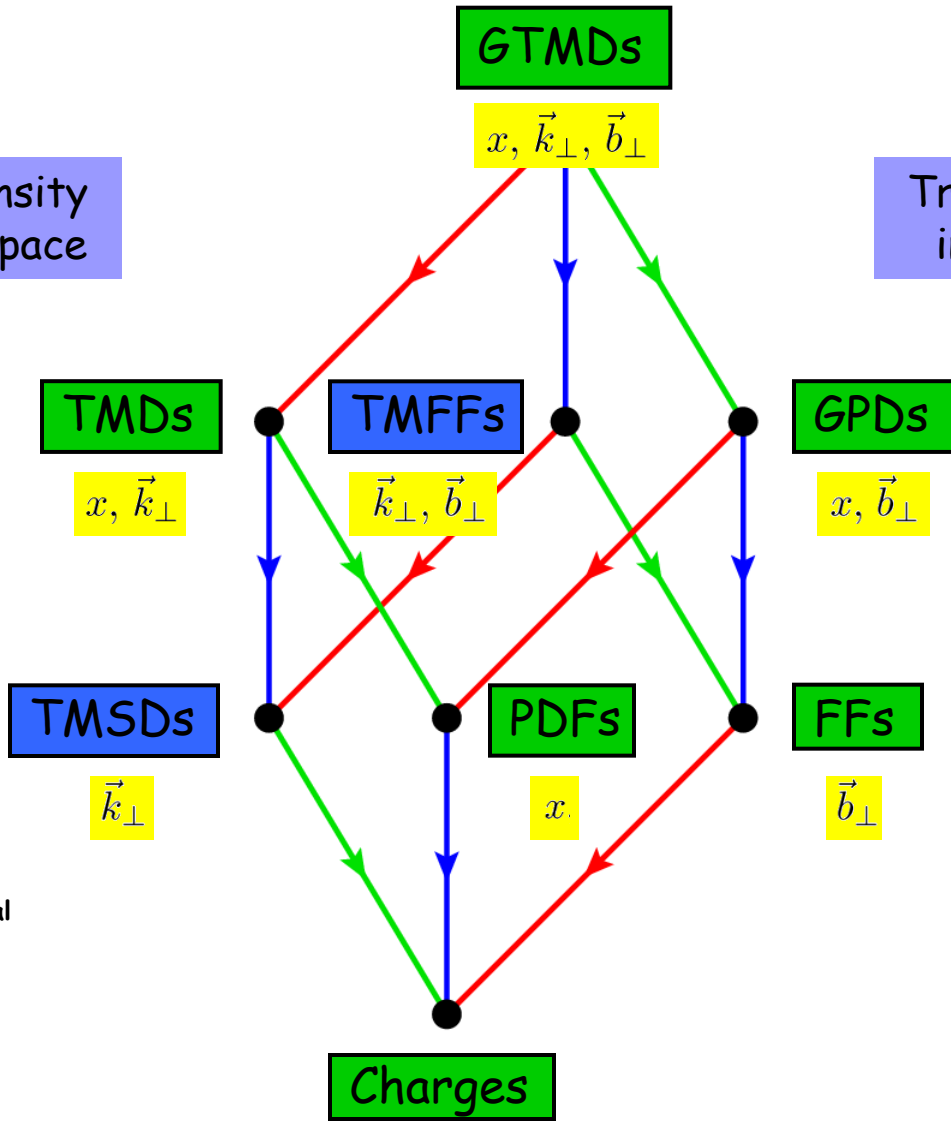 GTMDs
x, k⃗⊥, b⃗⊥
nsity
pace
Tr
i
TMDs
TMFFs
GPDs
x, k⃗⊥
k⃗⊥, b⃗⊥
x, b⃗⊥
TMSDs
PDFs
FFs
k⃗⊥
x.
b⃗⊥
al
Charges